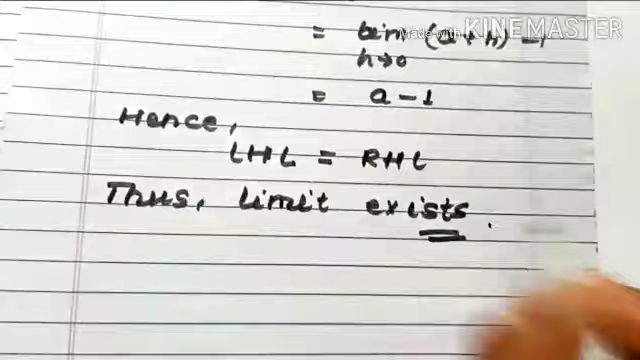 = lim (a+h) -1
h→0
= a-1
Hence,
LHL = RHL
Thus, limit exists.
Made with KINEMASTER